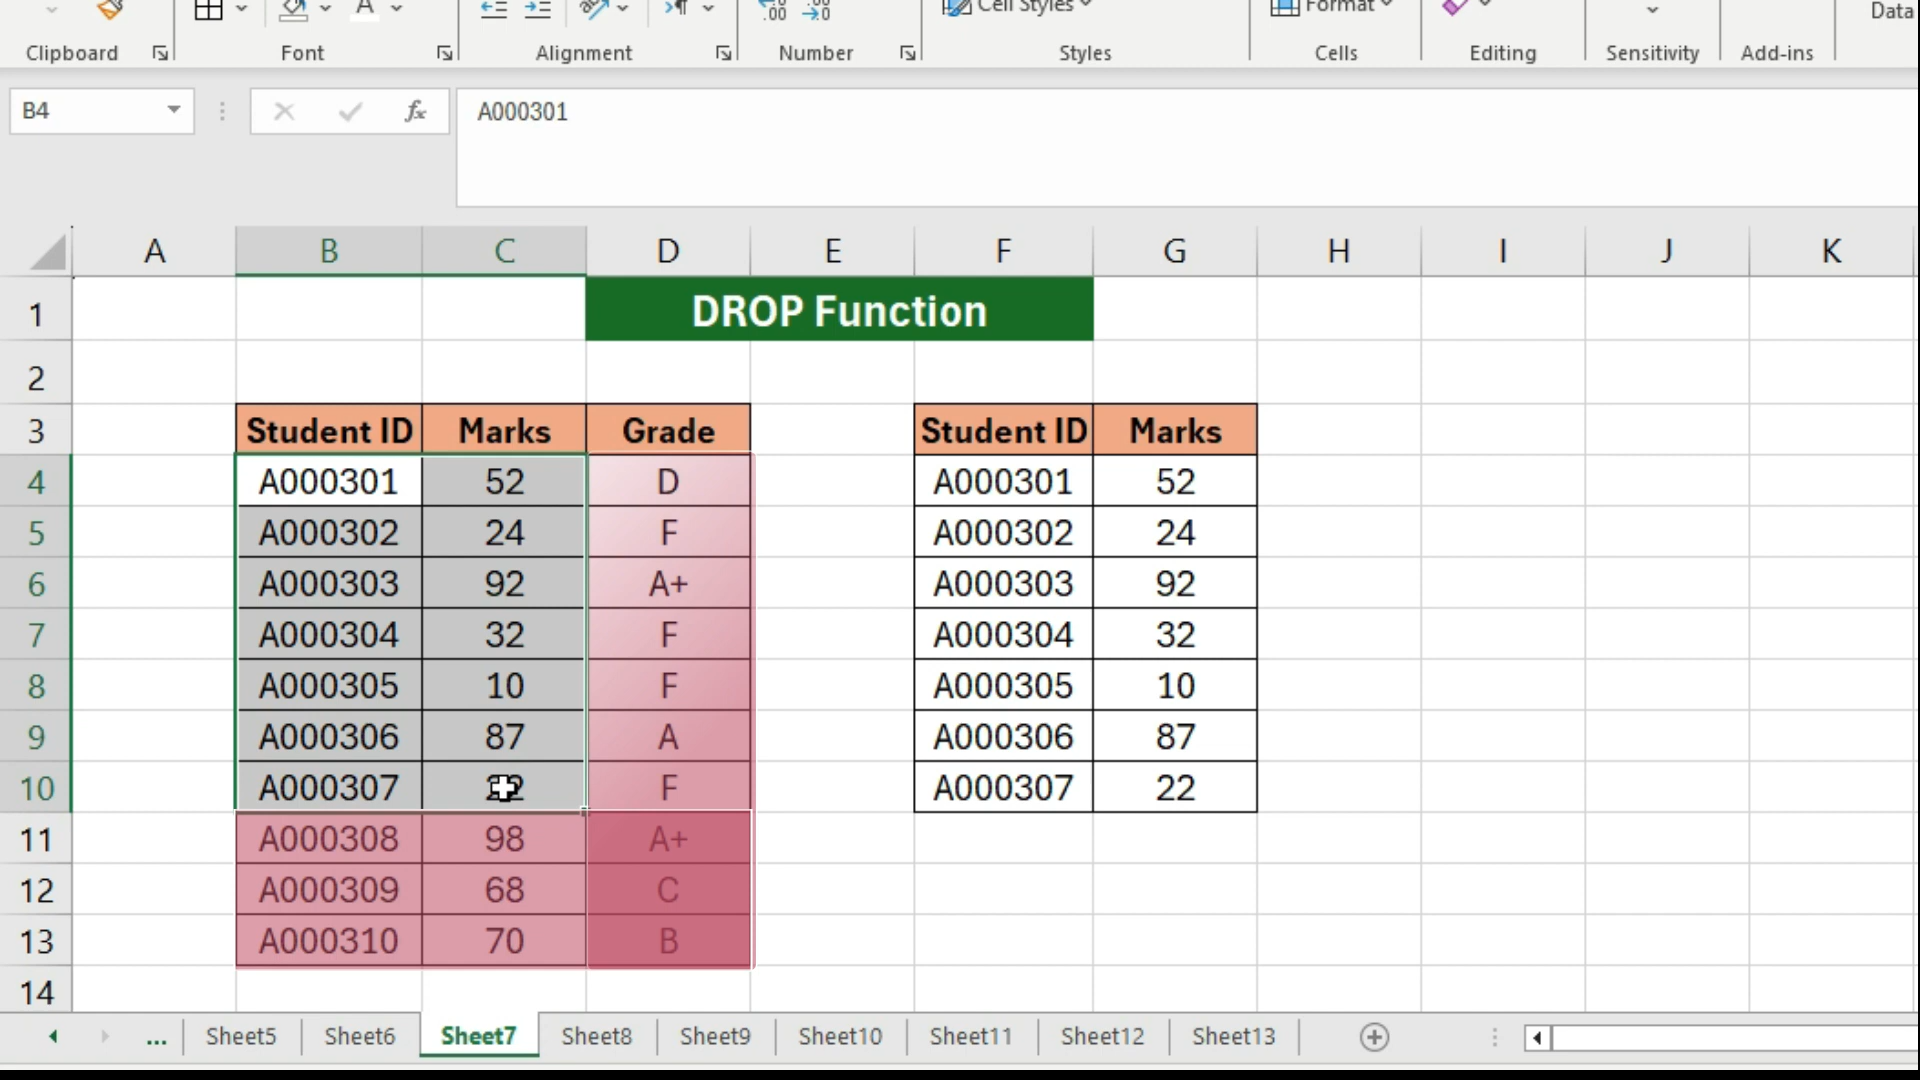 Cell Styles
Format
Data
Clipboard Font Alignment Number Styles Cells Editing Sensitivity Add-ins
B4 fx A000301
A B C D E F G H I J K
1 DROP Function
2
3 Student ID Marks Grade Student ID Marks
4 A000301 52 D A000301 52
5 A000302 24 F A000302 24
6 A000303 92 A+ A000303 92
7 A000304 32 F A000304 32
8 A000305 10 F A000305 10
9 A000306 87 A A000306 87
10 A000307 F A000307 22
11 A000308 98 A+
12 A000309 68 C
13 A000310 70 B
14
... Sheet5 Sheet6 Sheet7 Sheet8 Sheet9 Sheet10 Sheet11 Sheet12 Sheet13